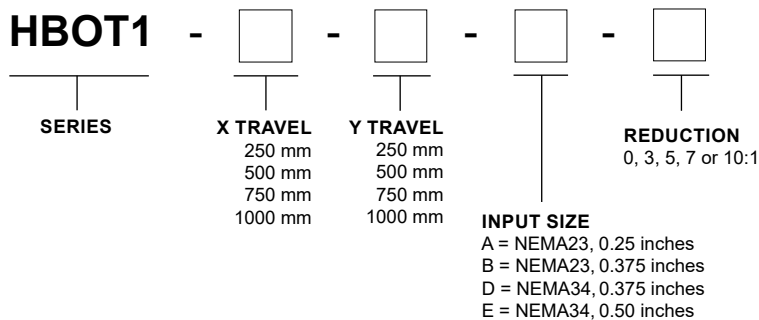 HBOT1 - - - -
SERIES
X TRAVEL
250 mm
500 mm
750 mm
1000 mm
Y TRAVEL
250 mm
500 mm
750 mm
1000 mm
INPUT SIZE
A = NEMA23, 0.25 inches
B = NEMA23, 0.375 inches
D = NEMA34, 0.375 inches
E = NEMA34, 0.50 inches
REDUCTION
0, 3, 5, 7 or 10:1